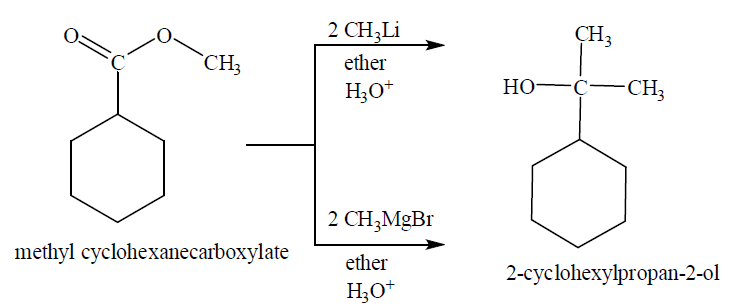 O
O
C
CH₃
methyl cyclohexanecarboxylate
2 CH₃Li
ether
H₃O⁺
2 CH₃MgBr
ether
H₃O⁺
CH₃
HO
C
CH₃
2-cyclohexylpropan-2-ol